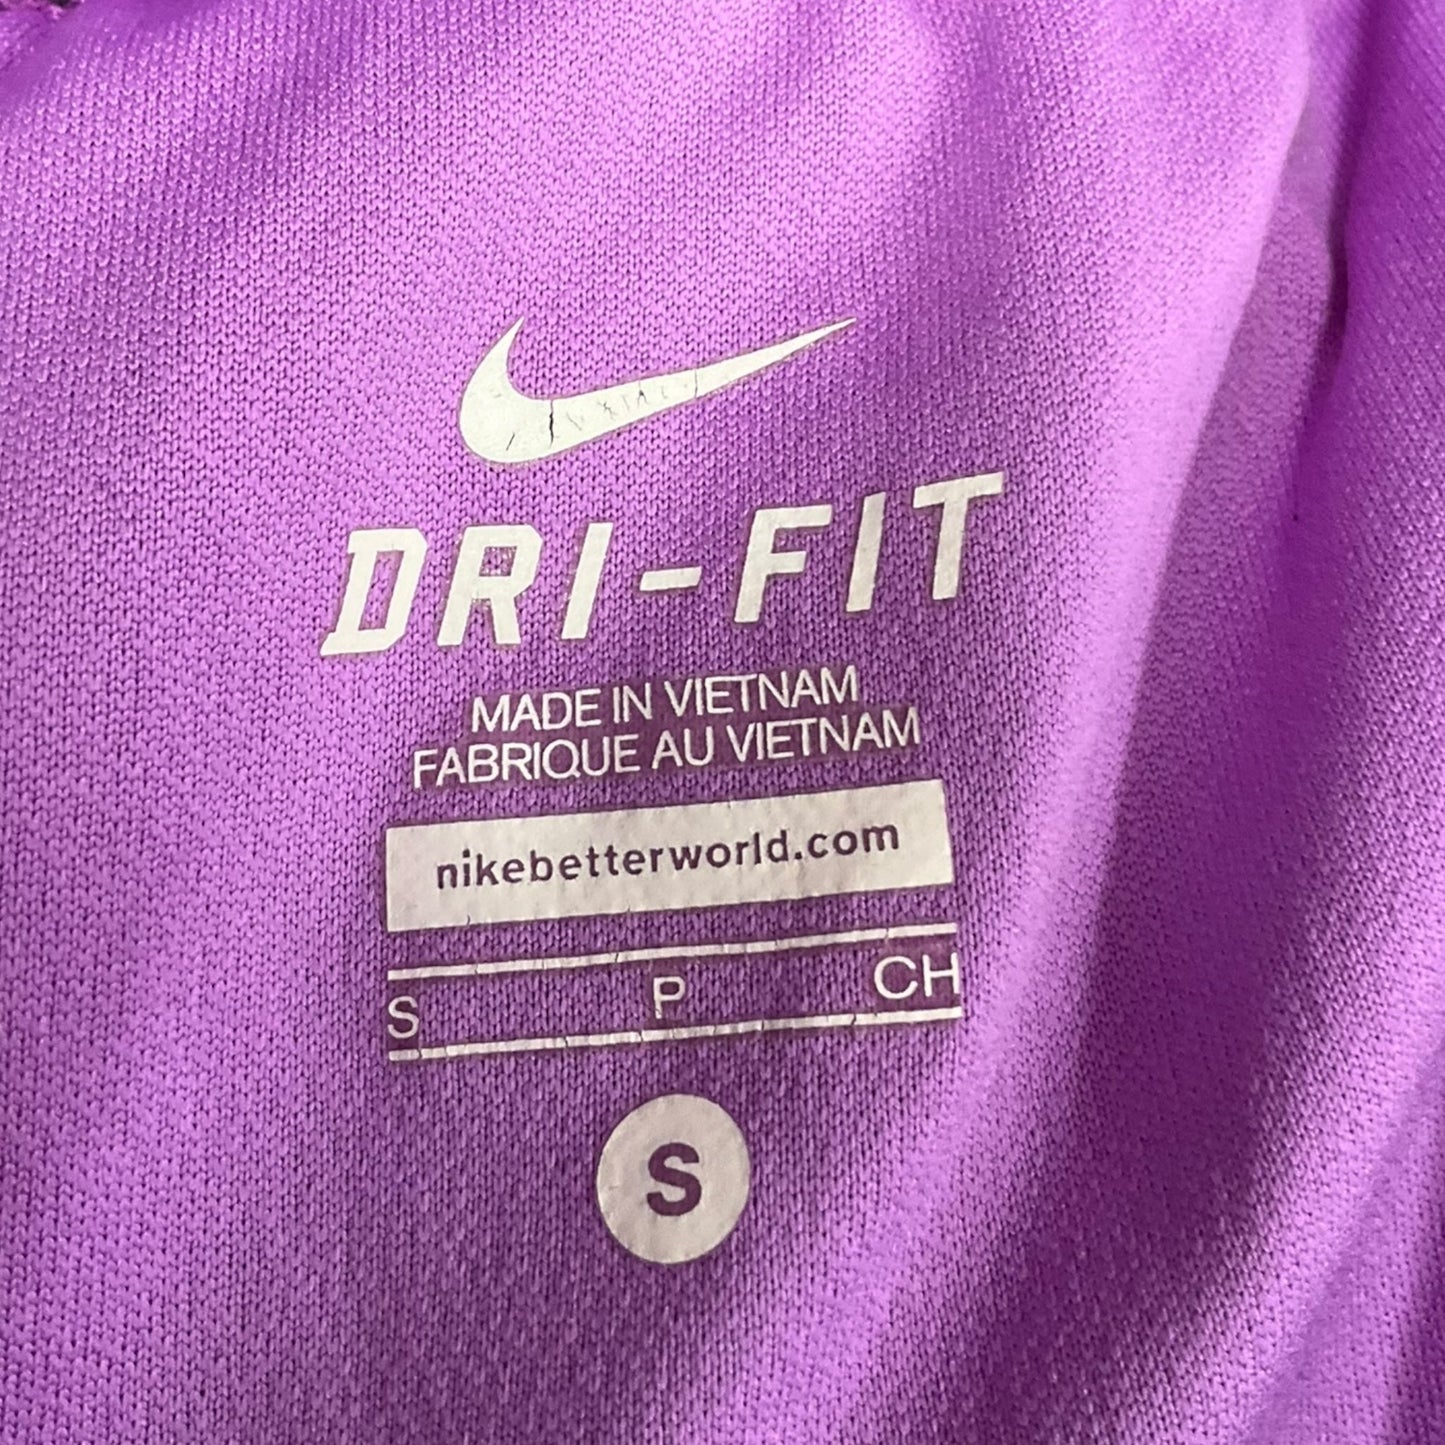 DRI-FIT
MADE IN VIETNAM
FABRIQUE AU VIETNAM
nikebetterworld.com
S P CH
S